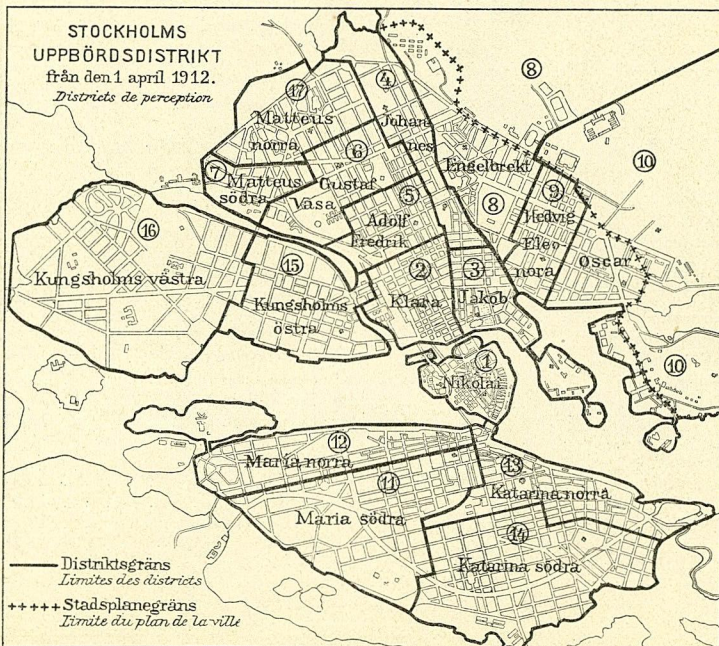 STOCKHOLMS
UPPBÖRDSDISTRIKT
från den 1 april 1912.
Districts de perception
17
Matteus
norra
4
Johan
nes
8
7
Matteus
södra
6
Gustaf
Vasa
5
Adolf
Fredrik
Engelbrekt
8
9
Hedvig
Eleo
nora
10
Oscar
16
Kungsholms västra
15
Kungsholms
östra
2
Klara
3
Jakob
1
Nikolai
10
12
Maria norra
11
Maria södra
13
Katarina norra
14
Katarina södra
Distriktsgräns
Limites des districts
++++++ Stadsplanegräns
Limite du plan de la ville